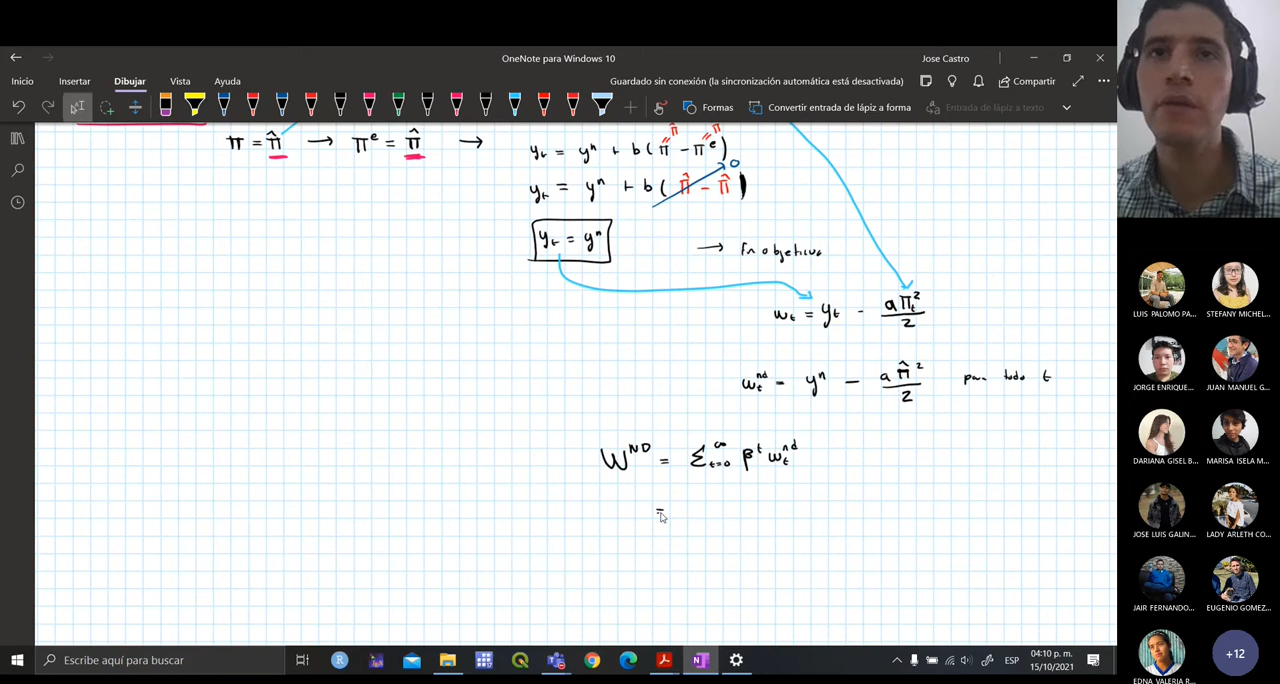 OneNote para Windows 10
Jose Castro
Inicio Insertar Dibujar Vista Ayuda
Guardado sin conexión (la sincronización automática está desactivada)
Compartir
Formas
Convertir entrada de lápiz a forma
Entrada de lápiz a texto
π = π̂ → πᵉ = π̂ →
π̂ π̂
yₜ = yⁿ + b(π − πᵉ)
0
yₜ = yⁿ + b(π̂ − π̂)
yₜ = yⁿ
→ Fn objetivo
wₜ = yₜ − aπₜ²/2
wₜⁿᵈ = yⁿ − aπ̂²/2 para todo t
Wᴺᴰ = Σₜ₌₀^∞ βᵗ wₜⁿᵈ
=
LUIS PALOMO PA...
STEFANY MICHEL...
JORGE ENRIQUE...
JUAN MANUEL G...
DARIANA GISEL B...
MARISA ISELA M...
JOSE LUIS GALIN...
LADY ARLETH CO...
JAIR FERNANDO...
EUGENIO GOMEZ...
EDNA VALERIA R...
+12
Escribe aquí para buscar
ESP
04:10 p. m.
15/10/2021